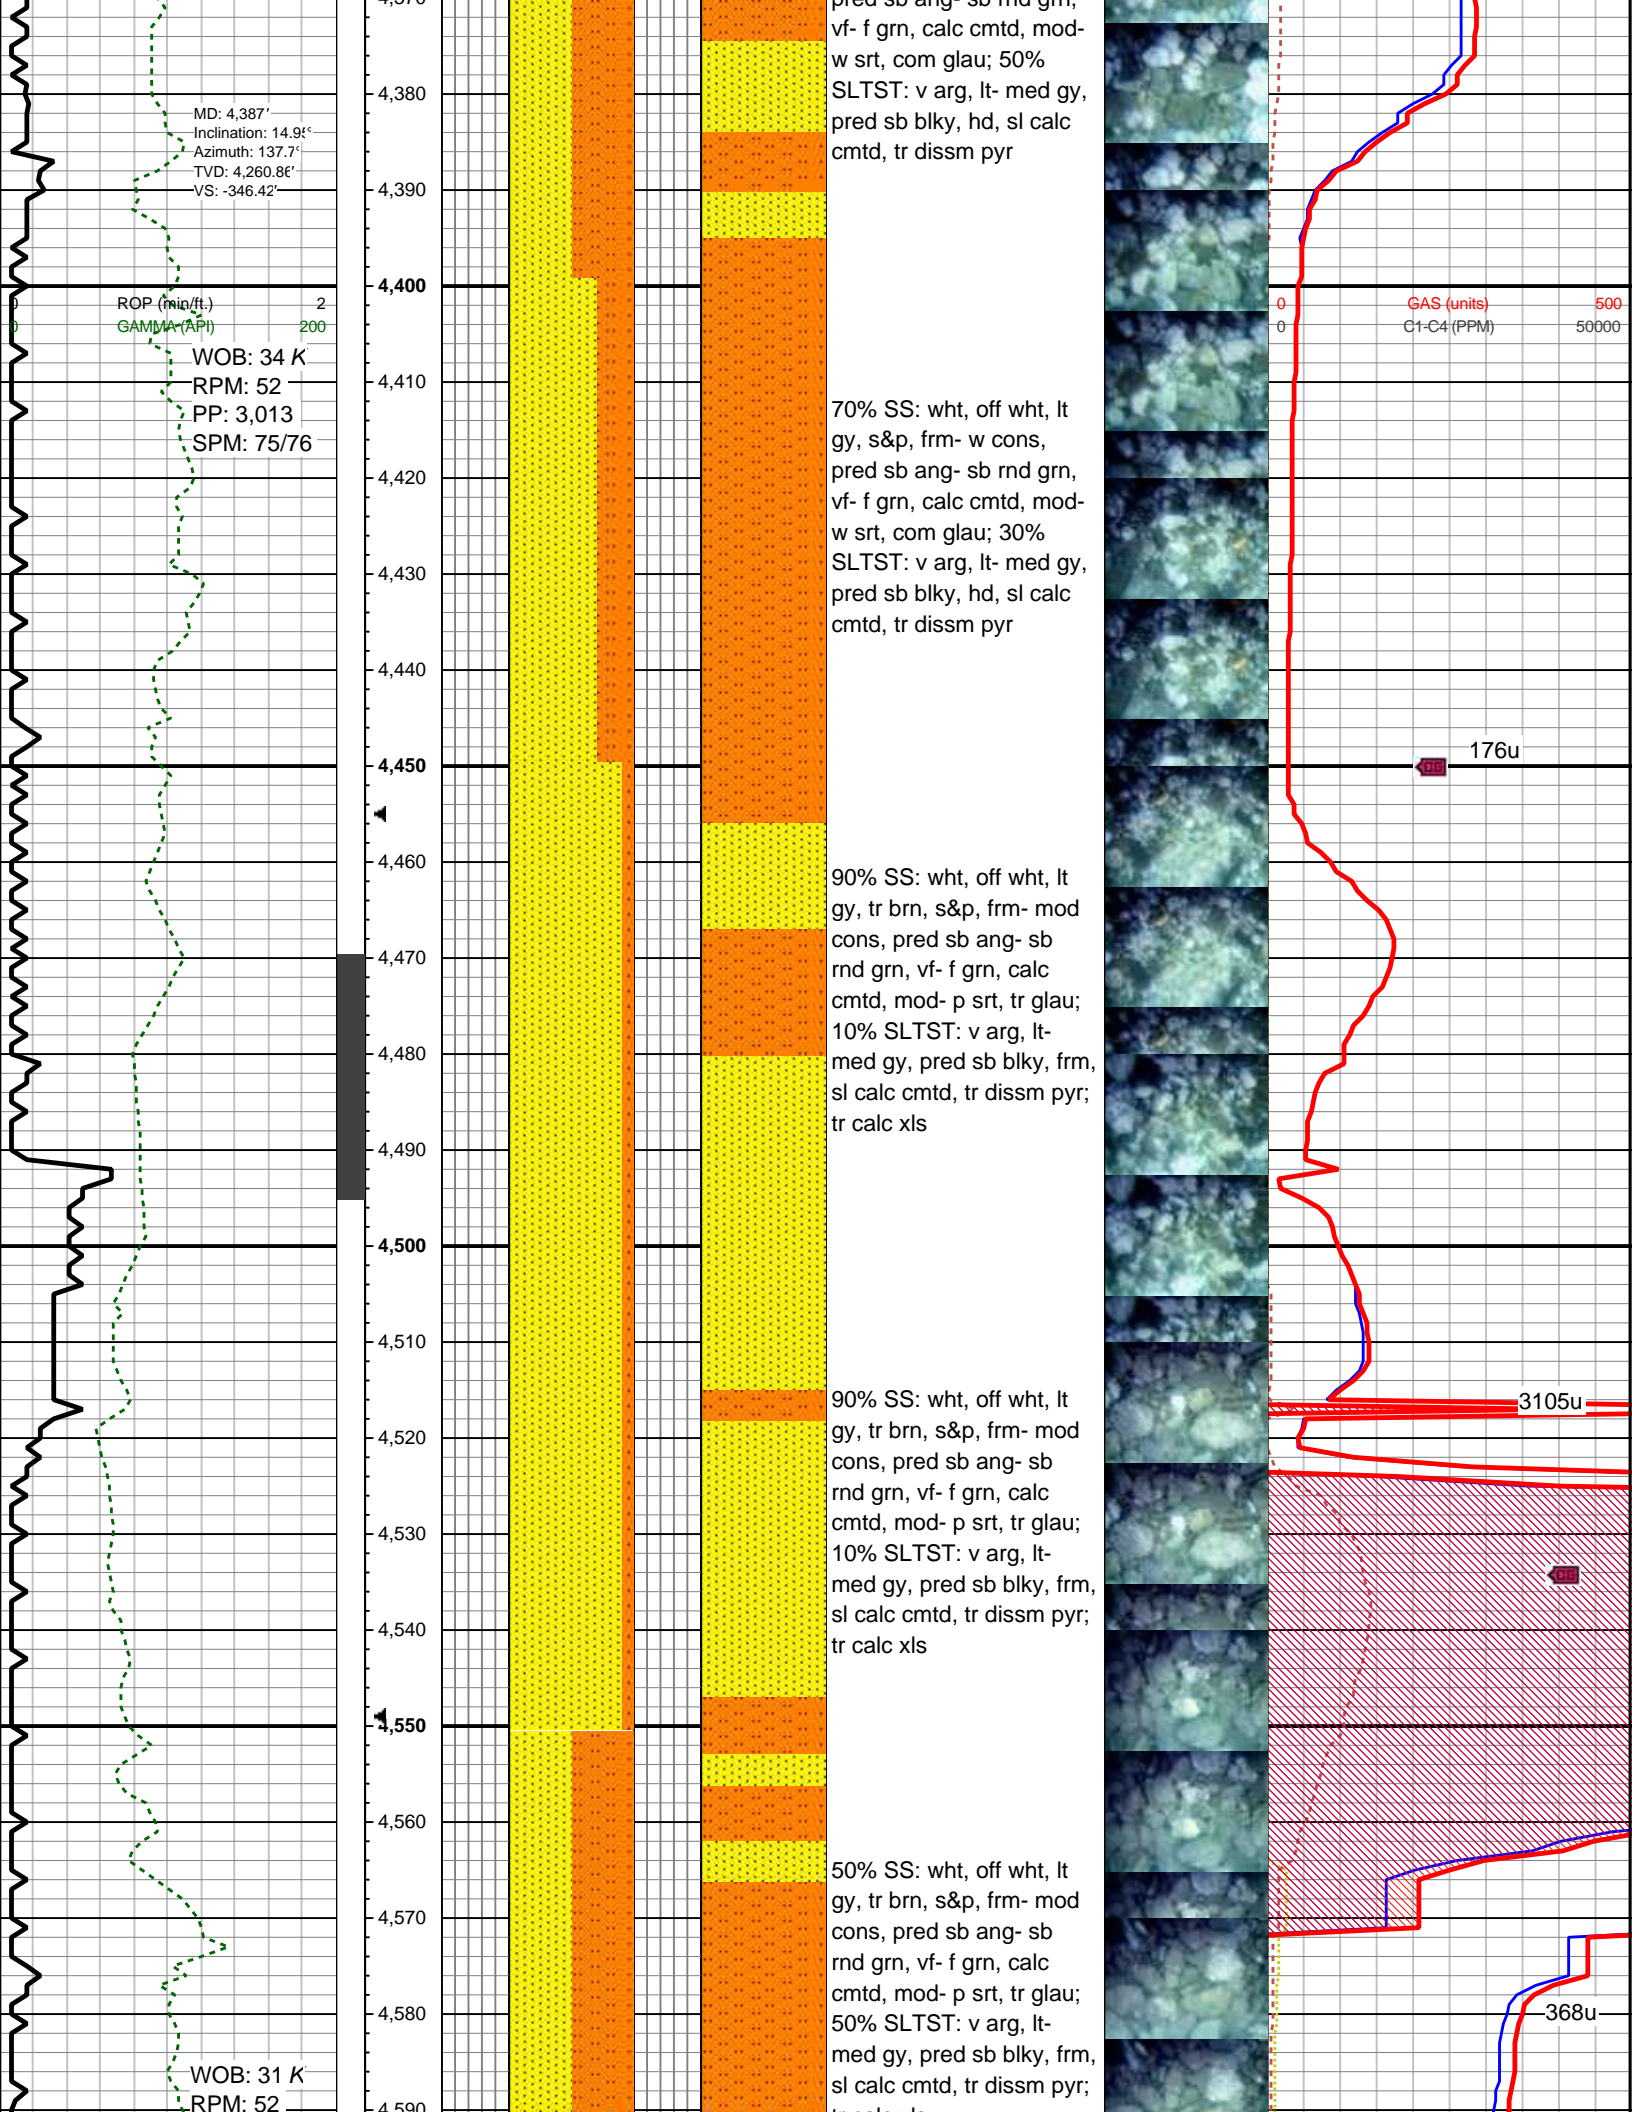 4,370
pred sb ang- sb rnd grn,
vf- f grn, calc cmtd, mod-
w srt, com glau; 50%
SLTST: v arg, lt- med gy,
pred sb blky, hd, sl calc
cmtd, tr dissm pyr
4,380
MD: 4,387'
Inclination: 14.95°
Azimuth: 137.7°
TVD: 4,260.86'
VS: -346.42'
4,390
4,400
0 ROP (min/ft.) 2
0 GAMMA (API) 200
0 GAS (units) 500
0 C1-C4 (PPM) 50000
WOB: 34 K
RPM: 52
PP: 3,013
SPM: 75/76
4,410
70% SS: wht, off wht, lt
gy, s&p, frm- w cons,
pred sb ang- sb rnd grn,
vf- f grn, calc cmtd, mod-
w srt, com glau; 30%
SLTST: v arg, lt- med gy,
pred sb blky, hd, sl calc
cmtd, tr dissm pyr
4,420
4,430
4,440
4,450
176u
4,460
90% SS: wht, off wht, lt
gy, tr brn, s&p, frm- mod
cons, pred sb ang- sb
rnd grn, vf- f grn, calc
cmtd, mod- p srt, tr glau;
10% SLTST: v arg, lt-
med gy, pred sb blky, frm,
sl calc cmtd, tr dissm pyr;
tr calc xls
4,470
4,480
4,490
4,500
4,510
90% SS: wht, off wht, lt
gy, tr brn, s&p, frm- mod
cons, pred sb ang- sb
rnd grn, vf- f grn, calc
cmtd, mod- p srt, tr glau;
10% SLTST: v arg, lt-
med gy, pred sb blky, frm,
sl calc cmtd, tr dissm pyr;
tr calc xls
3105u
4,520
4,530
4,540
4,550
4,560
50% SS: wht, off wht, lt
gy, tr brn, s&p, frm- mod
cons, pred sb ang- sb
rnd grn, vf- f grn, calc
cmtd, mod- p srt, tr glau;
50% SLTST: v arg, lt-
med gy, pred sb blky, frm,
sl calc cmtd, tr dissm pyr;
tr calc xls
4,570
4,580
368u
WOB: 31 K
RPM: 52
4,590